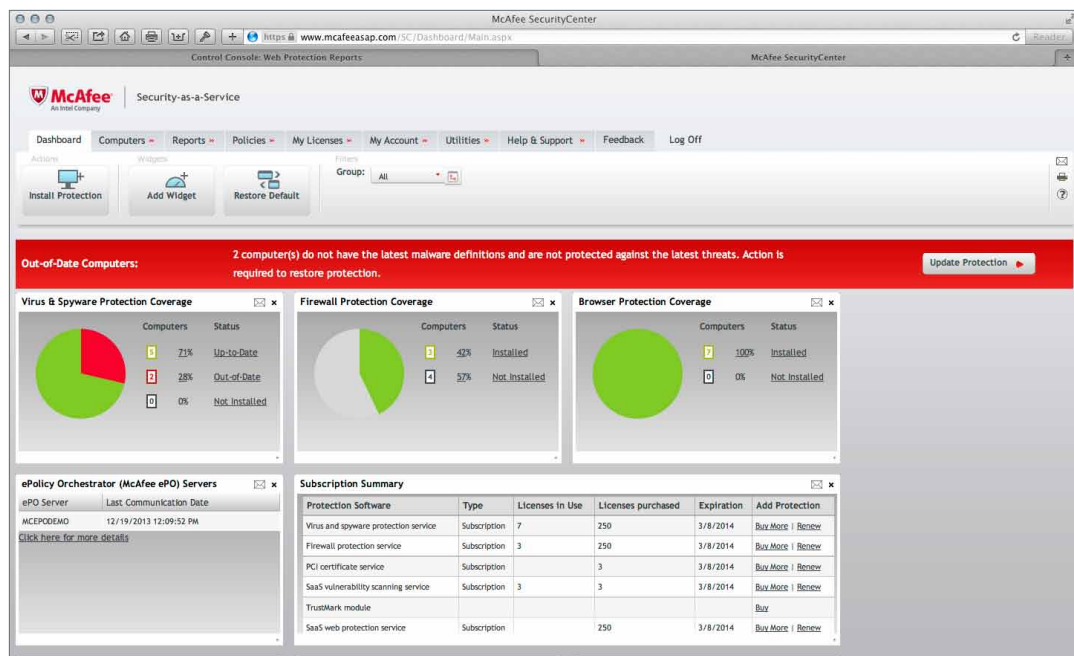 McAfee SecurityCenter
https www.mcafeeasap.com/SC/Dashboard/Main.aspx
Reader
Control Console: Web Protection Reports
McAfee SecurityCenter
McAfee
An Intel Company
Security-as-a-Service
Dashboard Computers Reports Policies My Licenses My Account Utilities Help & Support Feedback Log Off
Actions Widgets Filters
Install Protection Add Widget Restore Default Group: All
Out-of-Date Computers:
2 computer(s) do not have the latest malware definitions and are not protected against the latest threats. Action is
required to restore protection.
Update Protection
Virus & Spyware Protection Coverage
Computers Status
5 71% Up-to-Date
2 28% Out-of-Date
0 0% Not Installed
Firewall Protection Coverage
Computers Status
3 42% Installed
4 57% Not Installed
Browser Protection Coverage
Computers Status
7 100% Installed
0 0% Not Installed
ePolicy Orchestrator (McAfee ePO) Servers
ePO Server Last Communication Date
MCEPODEMO 12/19/2013 12:09:52 PM
Click here for more details
Subscription Summary
Protection Software Type Licenses in Use Licenses purchased Expiration Add Protection
Virus and spyware protection service Subscription 7 250 3/8/2014 Buy More | Renew
Firewall protection service Subscription 3 250 3/8/2014 Buy More | Renew
PCI certificate service Subscription 3 3/8/2014 Buy More | Renew
SaaS vulnerability scanning service Subscription 3 3 3/8/2014 Buy More | Renew
TrustMark module Buy
SaaS web protection service Subscription 250 3/8/2014 Buy More | Renew